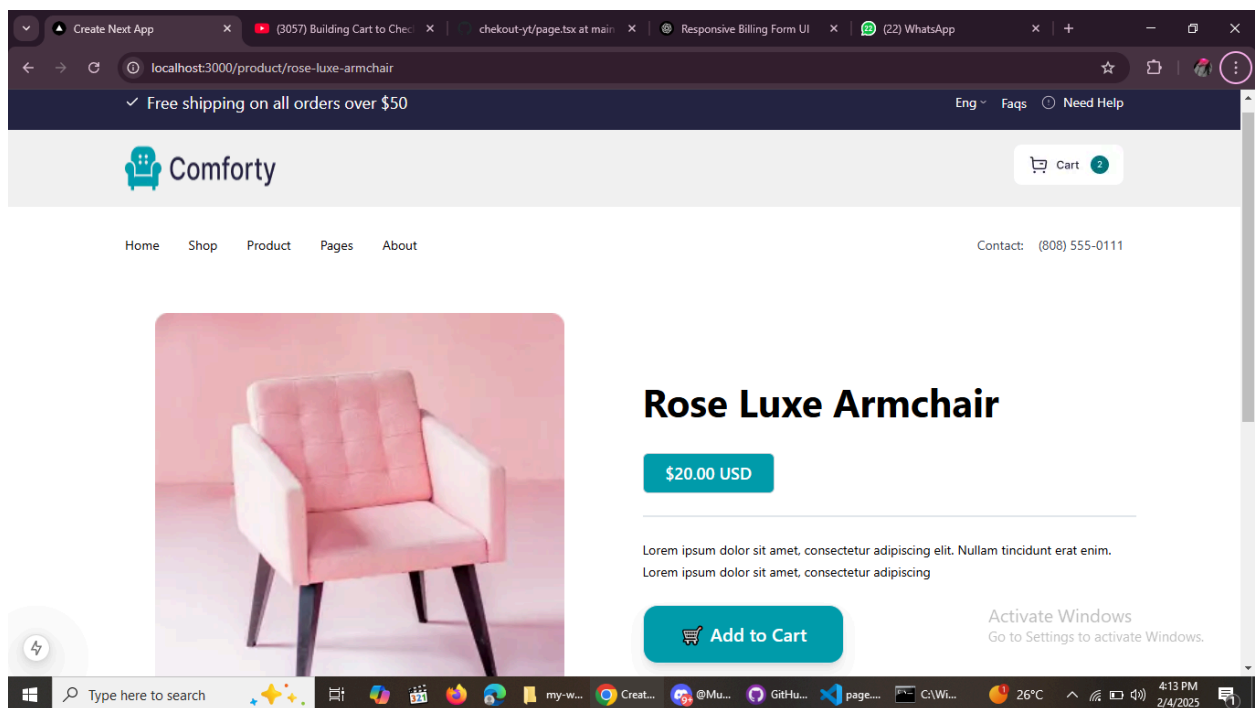 Create Next App
(3057) Building Cart to Chec
chekout-yt/page.tsx at main
Responsive Billing Form UI
22
(22) WhatsApp
localhost:3000/product/rose-luxe-armchair
Free shipping on all orders over $50
Eng
Faqs
Need Help
Comforty
Cart 2
Home Shop Product Pages About
Contact: (808) 555-0111
Rose Luxe Armchair
$20.00 USD
Lorem ipsum dolor sit amet, consectetur adipiscing elit. Nullam tincidunt erat enim.
Lorem ipsum dolor sit amet, consectetur adipiscing
Add to Cart
Activate Windows
Go to Settings to activate Windows.
Type here to search
my-w...
Creat...
@Mu...
GitHu...
page....
C:\Wi...
26°C
4:13 PM
2/4/2025